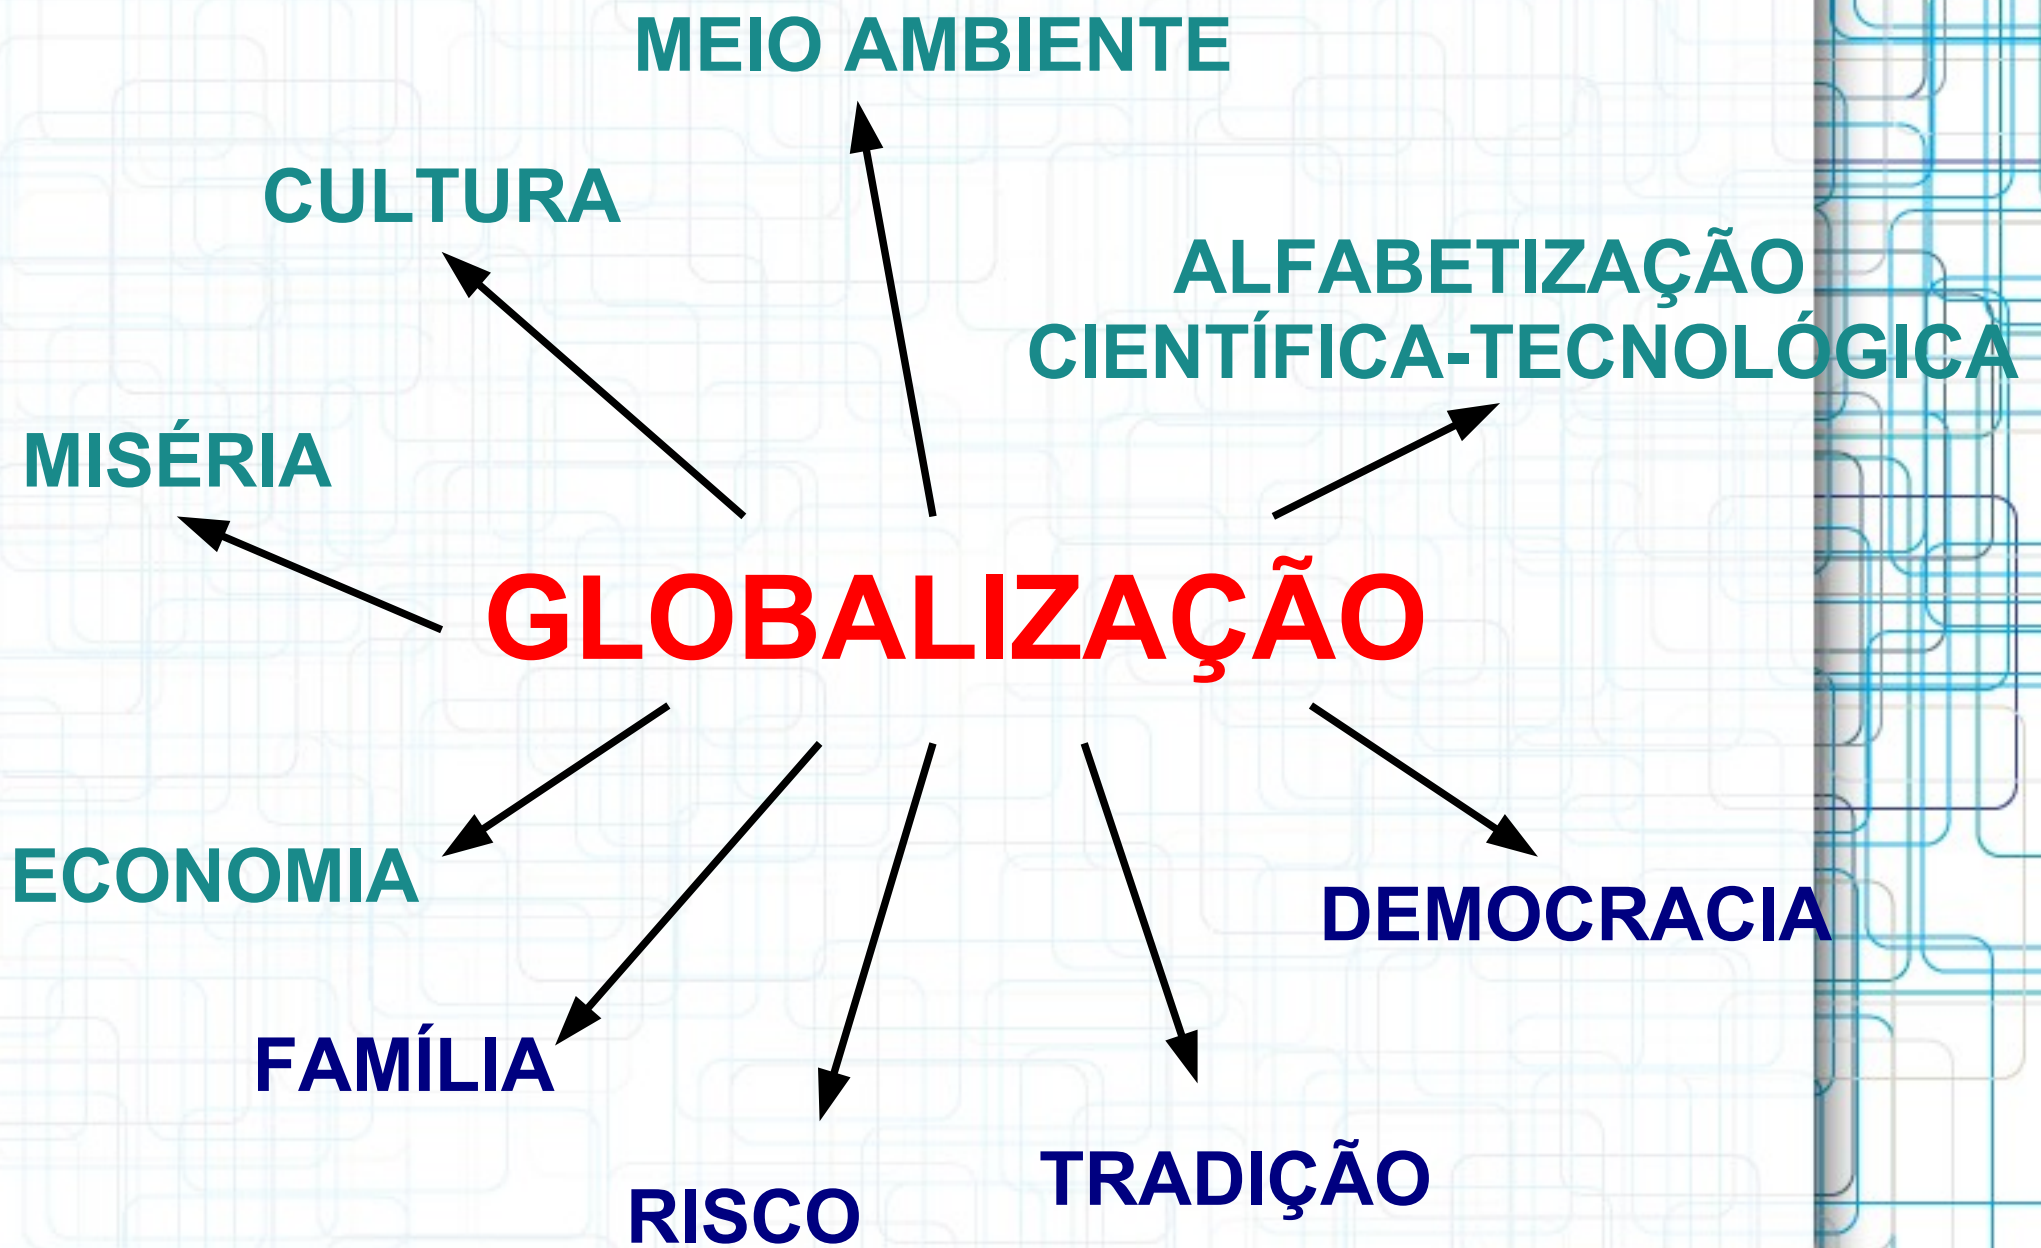 MEIO AMBIENTE
CULTURA
ALFABETIZAÇÃO
CIENTÍFICA-TECNOLÓGICA
MISÉRIA
GLOBALIZAÇÃO
ECONOMIA
DEMOCRACIA
FAMÍLIA
TRADIÇÃO
RISCO